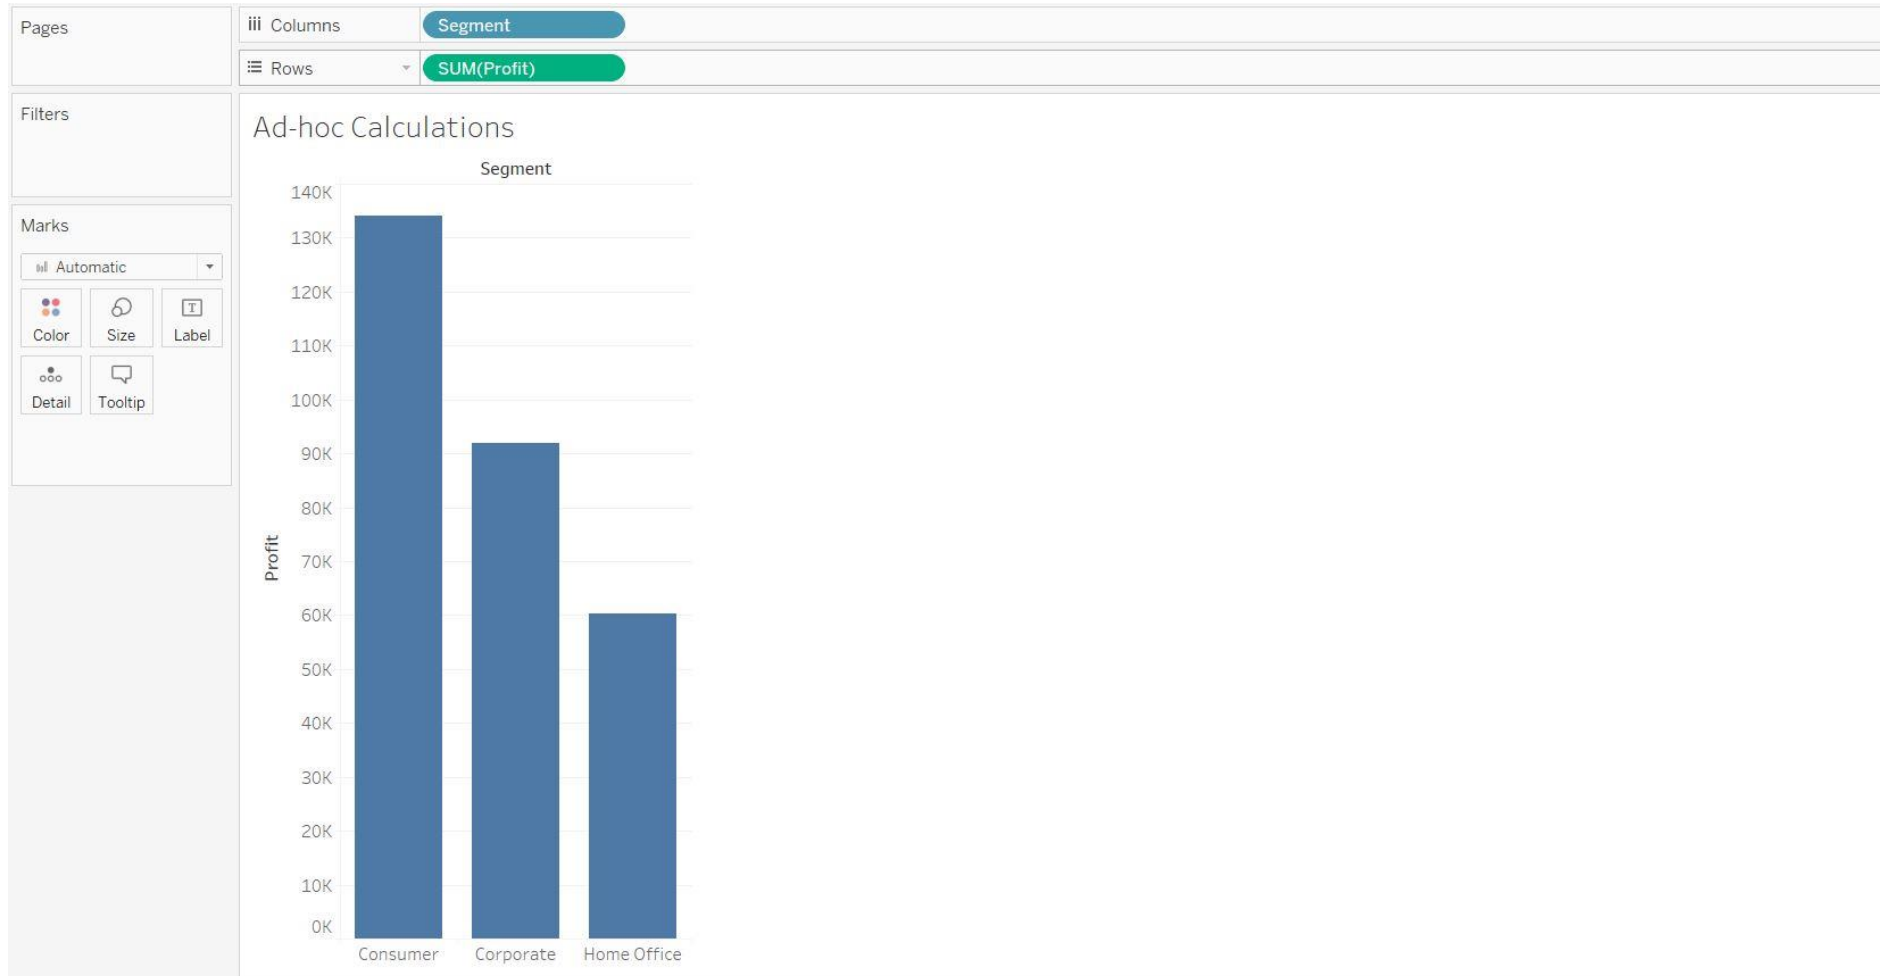 Pages
Columns
Segment
Rows
SUM(Profit)
Filters
Marks
Automatic
Color
Size
Label
Detail
Tooltip
Ad-hoc Calculations
Segment
140K
130K
120K
110K
100K
90K
80K
70K
60K
50K
40K
30K
20K
10K
0K
Profit
Consumer
Corporate
Home Office